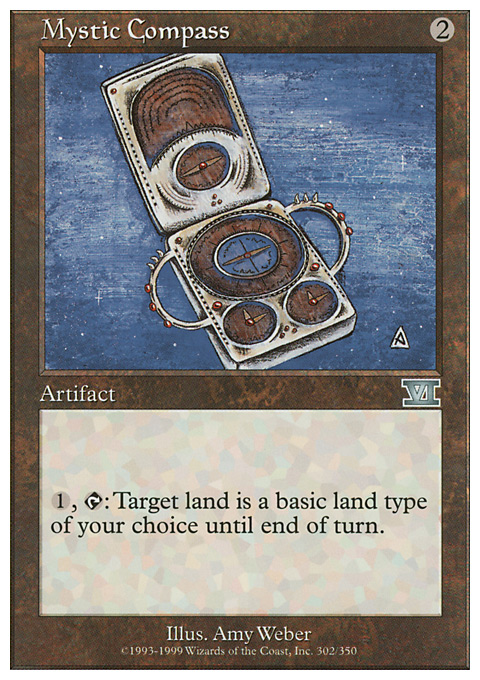 Mystic Compass 2
Artifact VI
1, : Target land is a basic land type
of your choice until end of turn.
Illus. Amy Weber
©1993-1999 Wizards of the Coast, Inc. 302/350